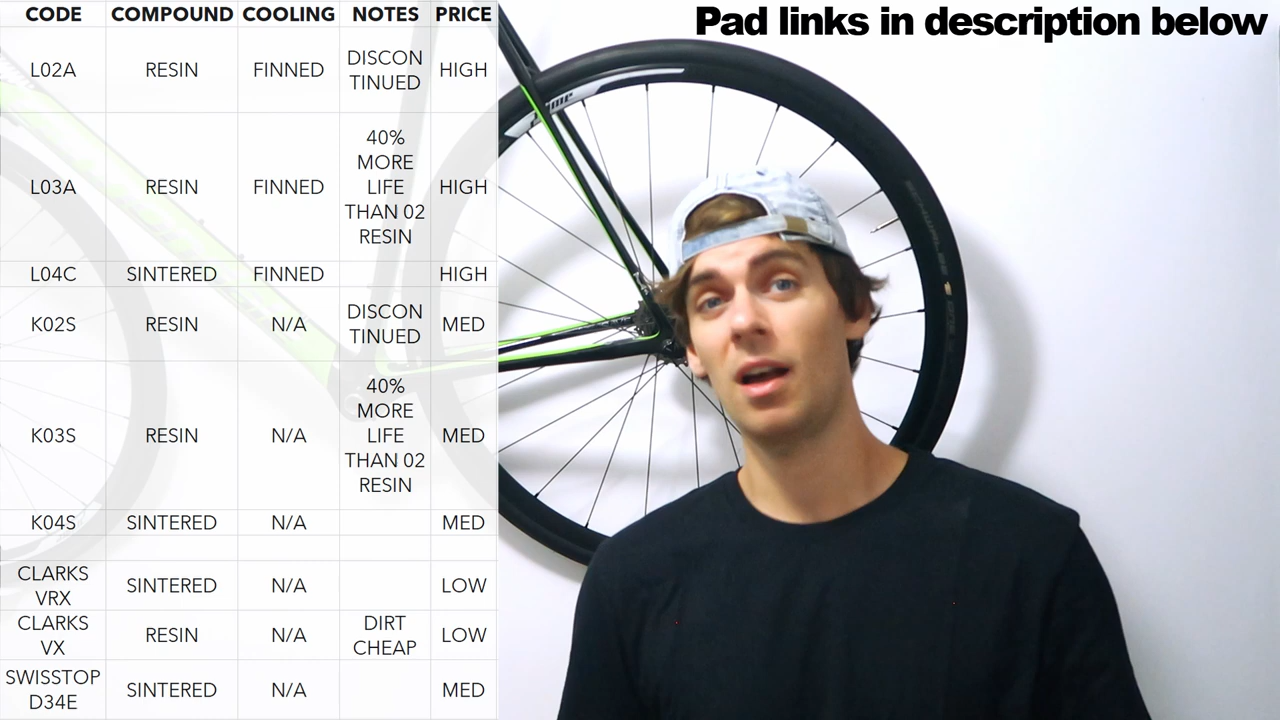 Pad links in description below
CODE COMPOUND COOLING NOTES PRICE
L02A RESIN FINNED DISCON TINUED HIGH
L03A RESIN FINNED 40% MORE LIFE THAN 02 RESIN HIGH
L04C SINTERED FINNED HIGH
K02S RESIN N/A DISCON TINUED MED
K03S RESIN N/A 40% MORE LIFE THAN 02 RESIN MED
K04S SINTERED N/A MED
CLARKS VRX SINTERED N/A LOW
CLARKS VX RESIN N/A DIRT CHEAP LOW
SWISSTOP D34E SINTERED N/A MED